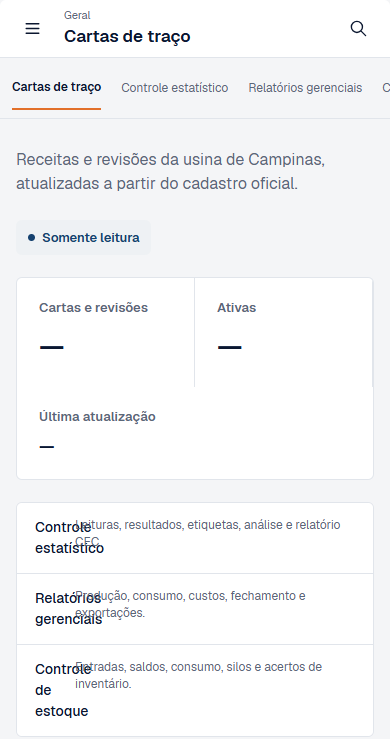 Geral
Cartas de traço
Cartas de traço Controle estatístico Relatórios gerenciais C
Receitas e revisões da usina de Campinas,
atualizadas a partir do cadastro oficial.
Somente leitura
Cartas e revisões Ativas
— —
Última atualização
—
Controle estatístico
Leituras, resultados, etiquetas, análise e relatório
CEC.
Relatórios gerenciais
Produção, consumo, custos, fechamento e
exportações.
Controle de estoque
Entradas, saldos, consumo, silos e acertos de
inventário.